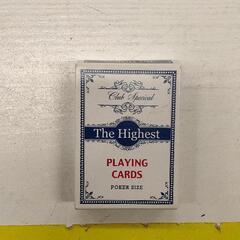 Club Special
The Highest
PLAYING
CARDS
POKER SIZE